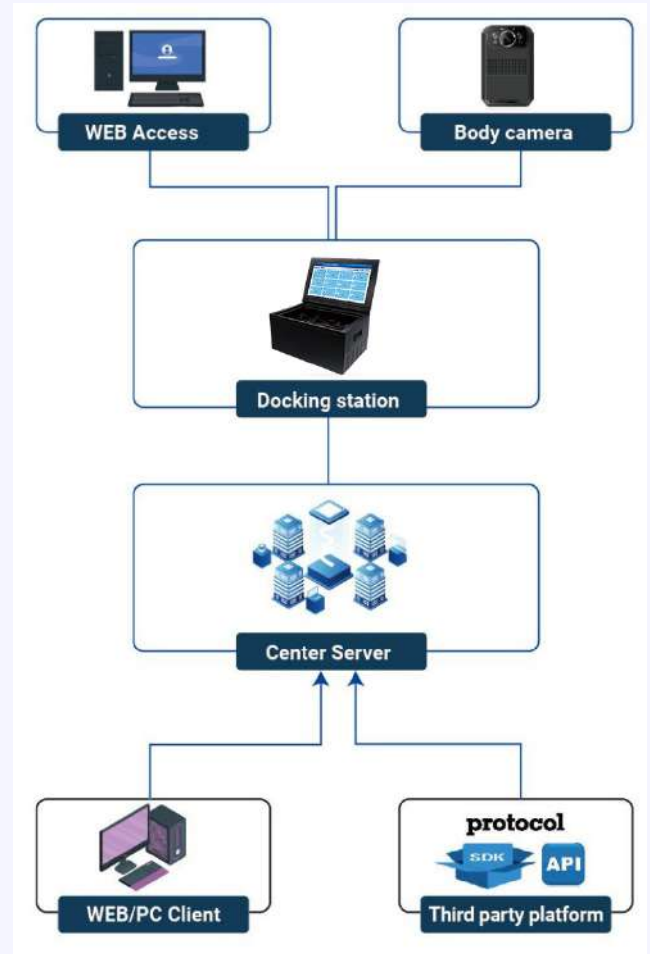 WEB Access
Body camera
Docking station
Center Server
WEB/PC Client
protocol
SDK
API
Third party platform